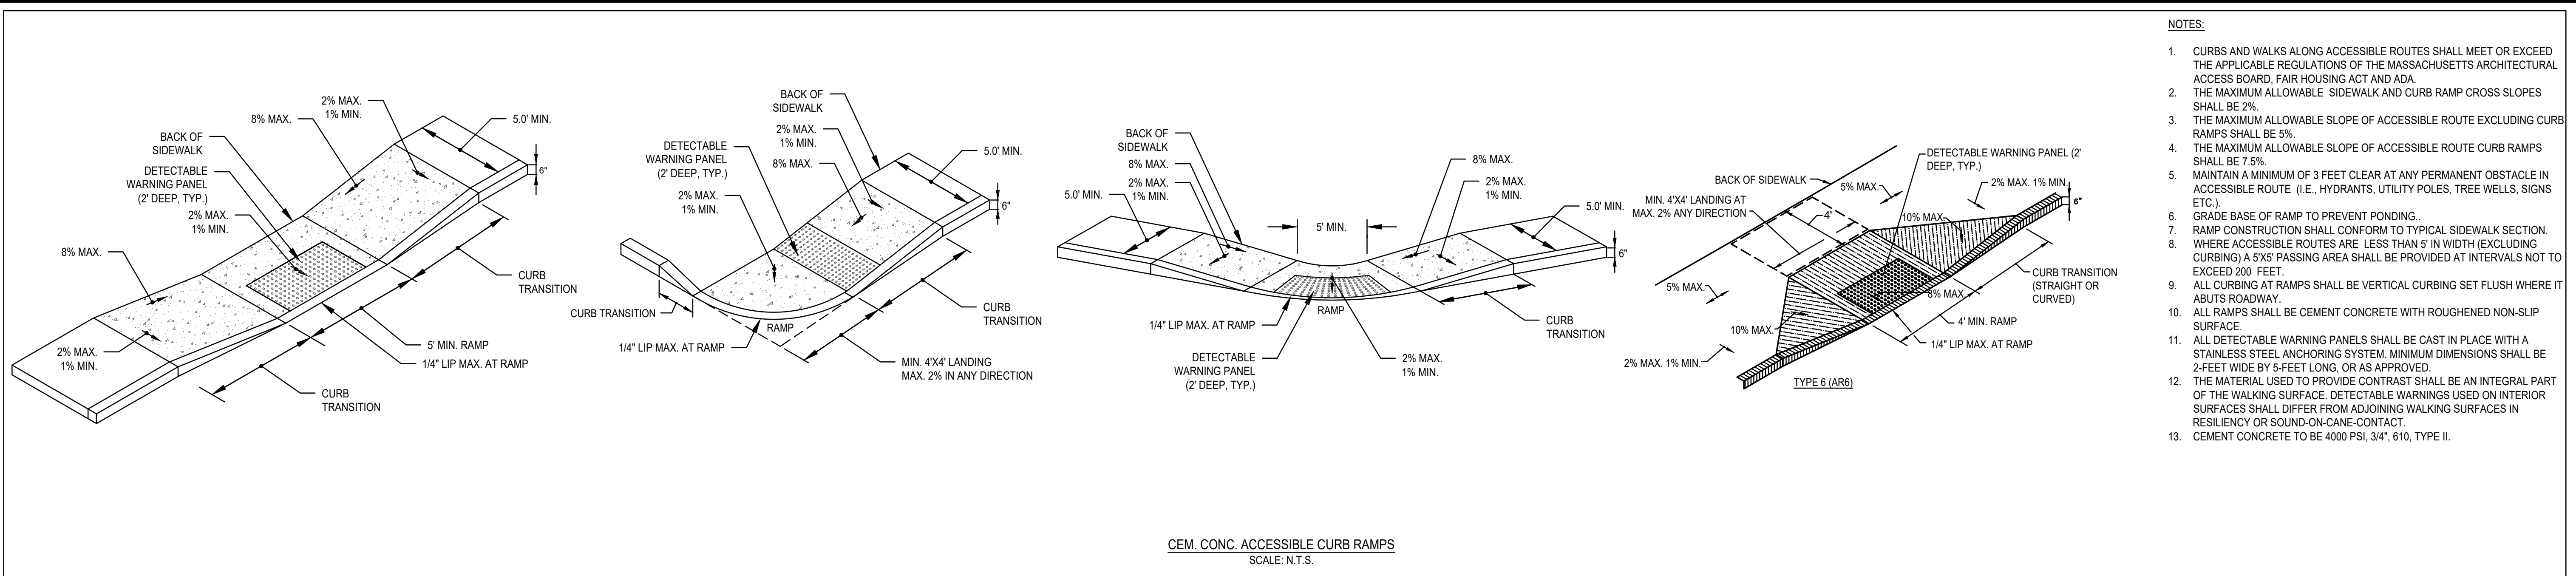 2% MAX.
1% MIN.
8% MAX.
5.0' MIN.
BACK OF
SIDEWALK
6"
DETECTABLE
WARNING PANEL
(2' DEEP, TYP.)
2% MAX.
1% MIN.
8% MAX.
CURB
TRANSITION
5' MIN. RAMP
2% MAX.
1% MIN.
1/4" LIP MAX. AT RAMP
CURB
TRANSITION
BACK OF
SIDEWALK
2% MAX.
1% MIN.
DETECTABLE
WARNING PANEL
(2' DEEP, TYP.)
8% MAX.
5.0' MIN.
2% MAX.
1% MIN.
6"
CURB TRANSITION
RAMP
CURB
TRANSITION
1/4" LIP MAX. AT RAMP
MIN. 4'X4' LANDING
MAX. 2% IN ANY DIRECTION
BACK OF
SIDEWALK
8% MAX.
2% MAX.
1% MIN.
5.0' MIN.
5' MIN.
8% MAX.
2% MAX.
1% MIN.
5.0' MIN.
6"
RAMP
1/4" LIP MAX. AT RAMP
CURB
TRANSITION
DETECTABLE
WARNING PANEL
(2' DEEP, TYP.)
2% MAX.
1% MIN.
DETECTABLE WARNING PANEL (2'
DEEP, TYP.)
BACK OF SIDEWALK
5% MAX.
2% MAX. 1% MIN.
MIN. 4'X4' LANDING AT
MAX. 2% ANY DIRECTION
4'
10% MAX.
6"
5% MAX.
8% MAX.
CURB TRANSITION
(STRAIGHT OR
CURVED)
10% MAX.
4' MIN. RAMP
1/4" LIP MAX. AT RAMP
2% MAX. 1% MIN.
TYPE 6 (AR6)
NOTES:
1. CURBS AND WALKS ALONG ACCESSIBLE ROUTES SHALL MEET OR EXCEED
THE APPLICABLE REGULATIONS OF THE MASSACHUSETTS ARCHITECTURAL
ACCESS BOARD, FAIR HOUSING ACT AND ADA.
2. THE MAXIMUM ALLOWABLE SIDEWALK AND CURB RAMP CROSS SLOPES
SHALL BE 2%.
3. THE MAXIMUM ALLOWABLE SLOPE OF ACCESSIBLE ROUTE EXCLUDING CURB
RAMPS SHALL BE 5%.
4. THE MAXIMUM ALLOWABLE SLOPE OF ACCESSIBLE ROUTE CURB RAMPS
SHALL BE 7.5%.
5. MAINTAIN A MINIMUM OF 3 FEET CLEAR AT ANY PERMANENT OBSTACLE IN
ACCESSIBLE ROUTE (I.E., HYDRANTS, UTILITY POLES, TREE WELLS, SIGNS
ETC.).
6. GRADE BASE OF RAMP TO PREVENT PONDING..
7. RAMP CONSTRUCTION SHALL CONFORM TO TYPICAL SIDEWALK SECTION.
8. WHERE ACCESSIBLE ROUTES ARE LESS THAN 5' IN WIDTH (EXCLUDING
CURBING) A 5'X5' PASSING AREA SHALL BE PROVIDED AT INTERVALS NOT TO
EXCEED 200 FEET.
9. ALL CURBING AT RAMPS SHALL BE VERTICAL CURBING SET FLUSH WHERE IT
ABUTS ROADWAY.
10. ALL RAMPS SHALL BE CEMENT CONCRETE WITH ROUGHENED NON-SLIP
SURFACE.
11. ALL DETECTABLE WARNING PANELS SHALL BE CAST IN PLACE WITH A
STAINLESS STEEL ANCHORING SYSTEM. MINIMUM DIMENSIONS SHALL BE
2-FEET WIDE BY 5-FEET LONG, OR AS APPROVED.
12. THE MATERIAL USED TO PROVIDE CONTRAST SHALL BE AN INTEGRAL PART
OF THE WALKING SURFACE. DETECTABLE WARNINGS USED ON INTERIOR
SURFACES SHALL DIFFER FROM ADJOINING WALKING SURFACES IN
RESILIENCY OR SOUND-ON-CANE-CONTACT.
13. CEMENT CONCRETE TO BE 4000 PSI, 3/4", 610, TYPE II.
CEM. CONC. ACCESSIBLE CURB RAMPS
SCALE: N.T.S.